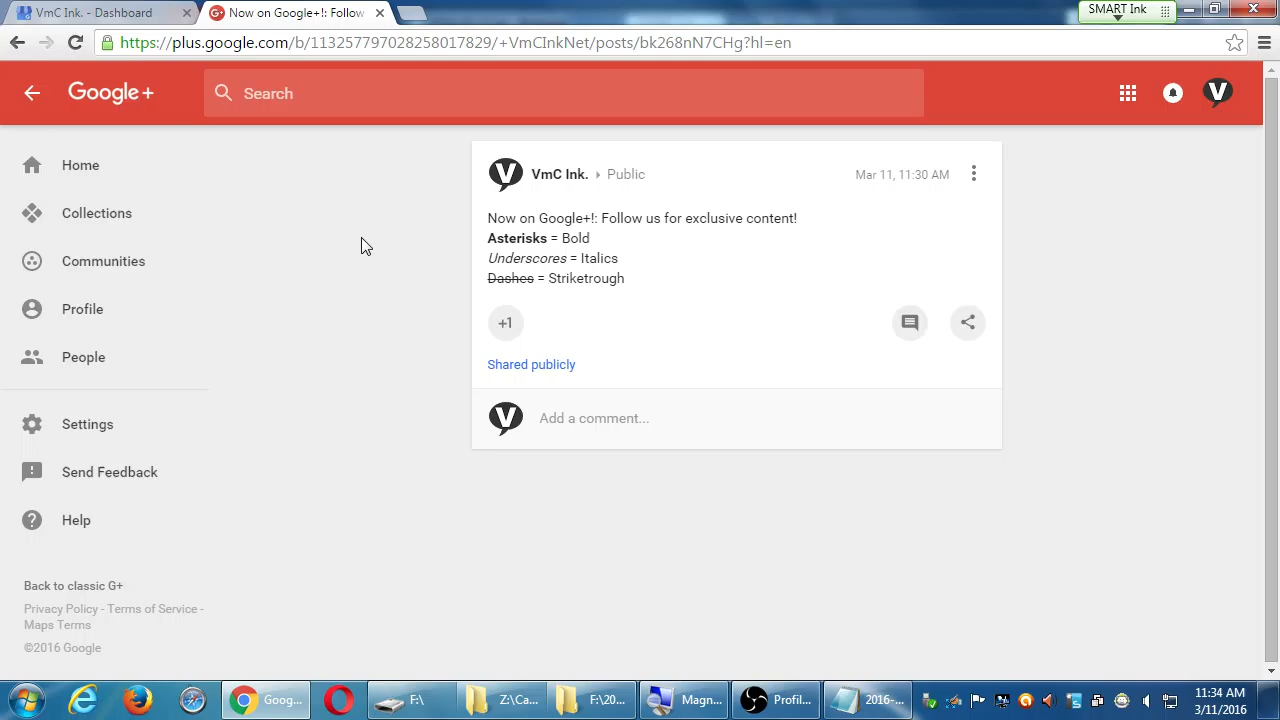 VmC Ink. - Dashboard
Now on Google+!: Follow
SMART Ink
https://plus.google.com/b/113257797028258017829/+VmCInkNet/posts/bk268nN7CHg?hl=en
Google+
Search
V
Home
Collections
Communities
Profile
People
Settings
Send Feedback
Help
Back to classic G+
Privacy Policy - Terms of Service -
Maps Terms
©2016 Google
V
VmC Ink. Public
Mar 11, 11:30 AM
Now on Google+!: Follow us for exclusive content!
Asterisks = Bold
Underscores = Italics
Dashes = Striketrough
+1
Shared publicly
V
Add a comment...
Goog...
F:\
Z:\Ca...
F:\20...
Magn...
Profil...
2016-...
11:34 AM
3/11/2016